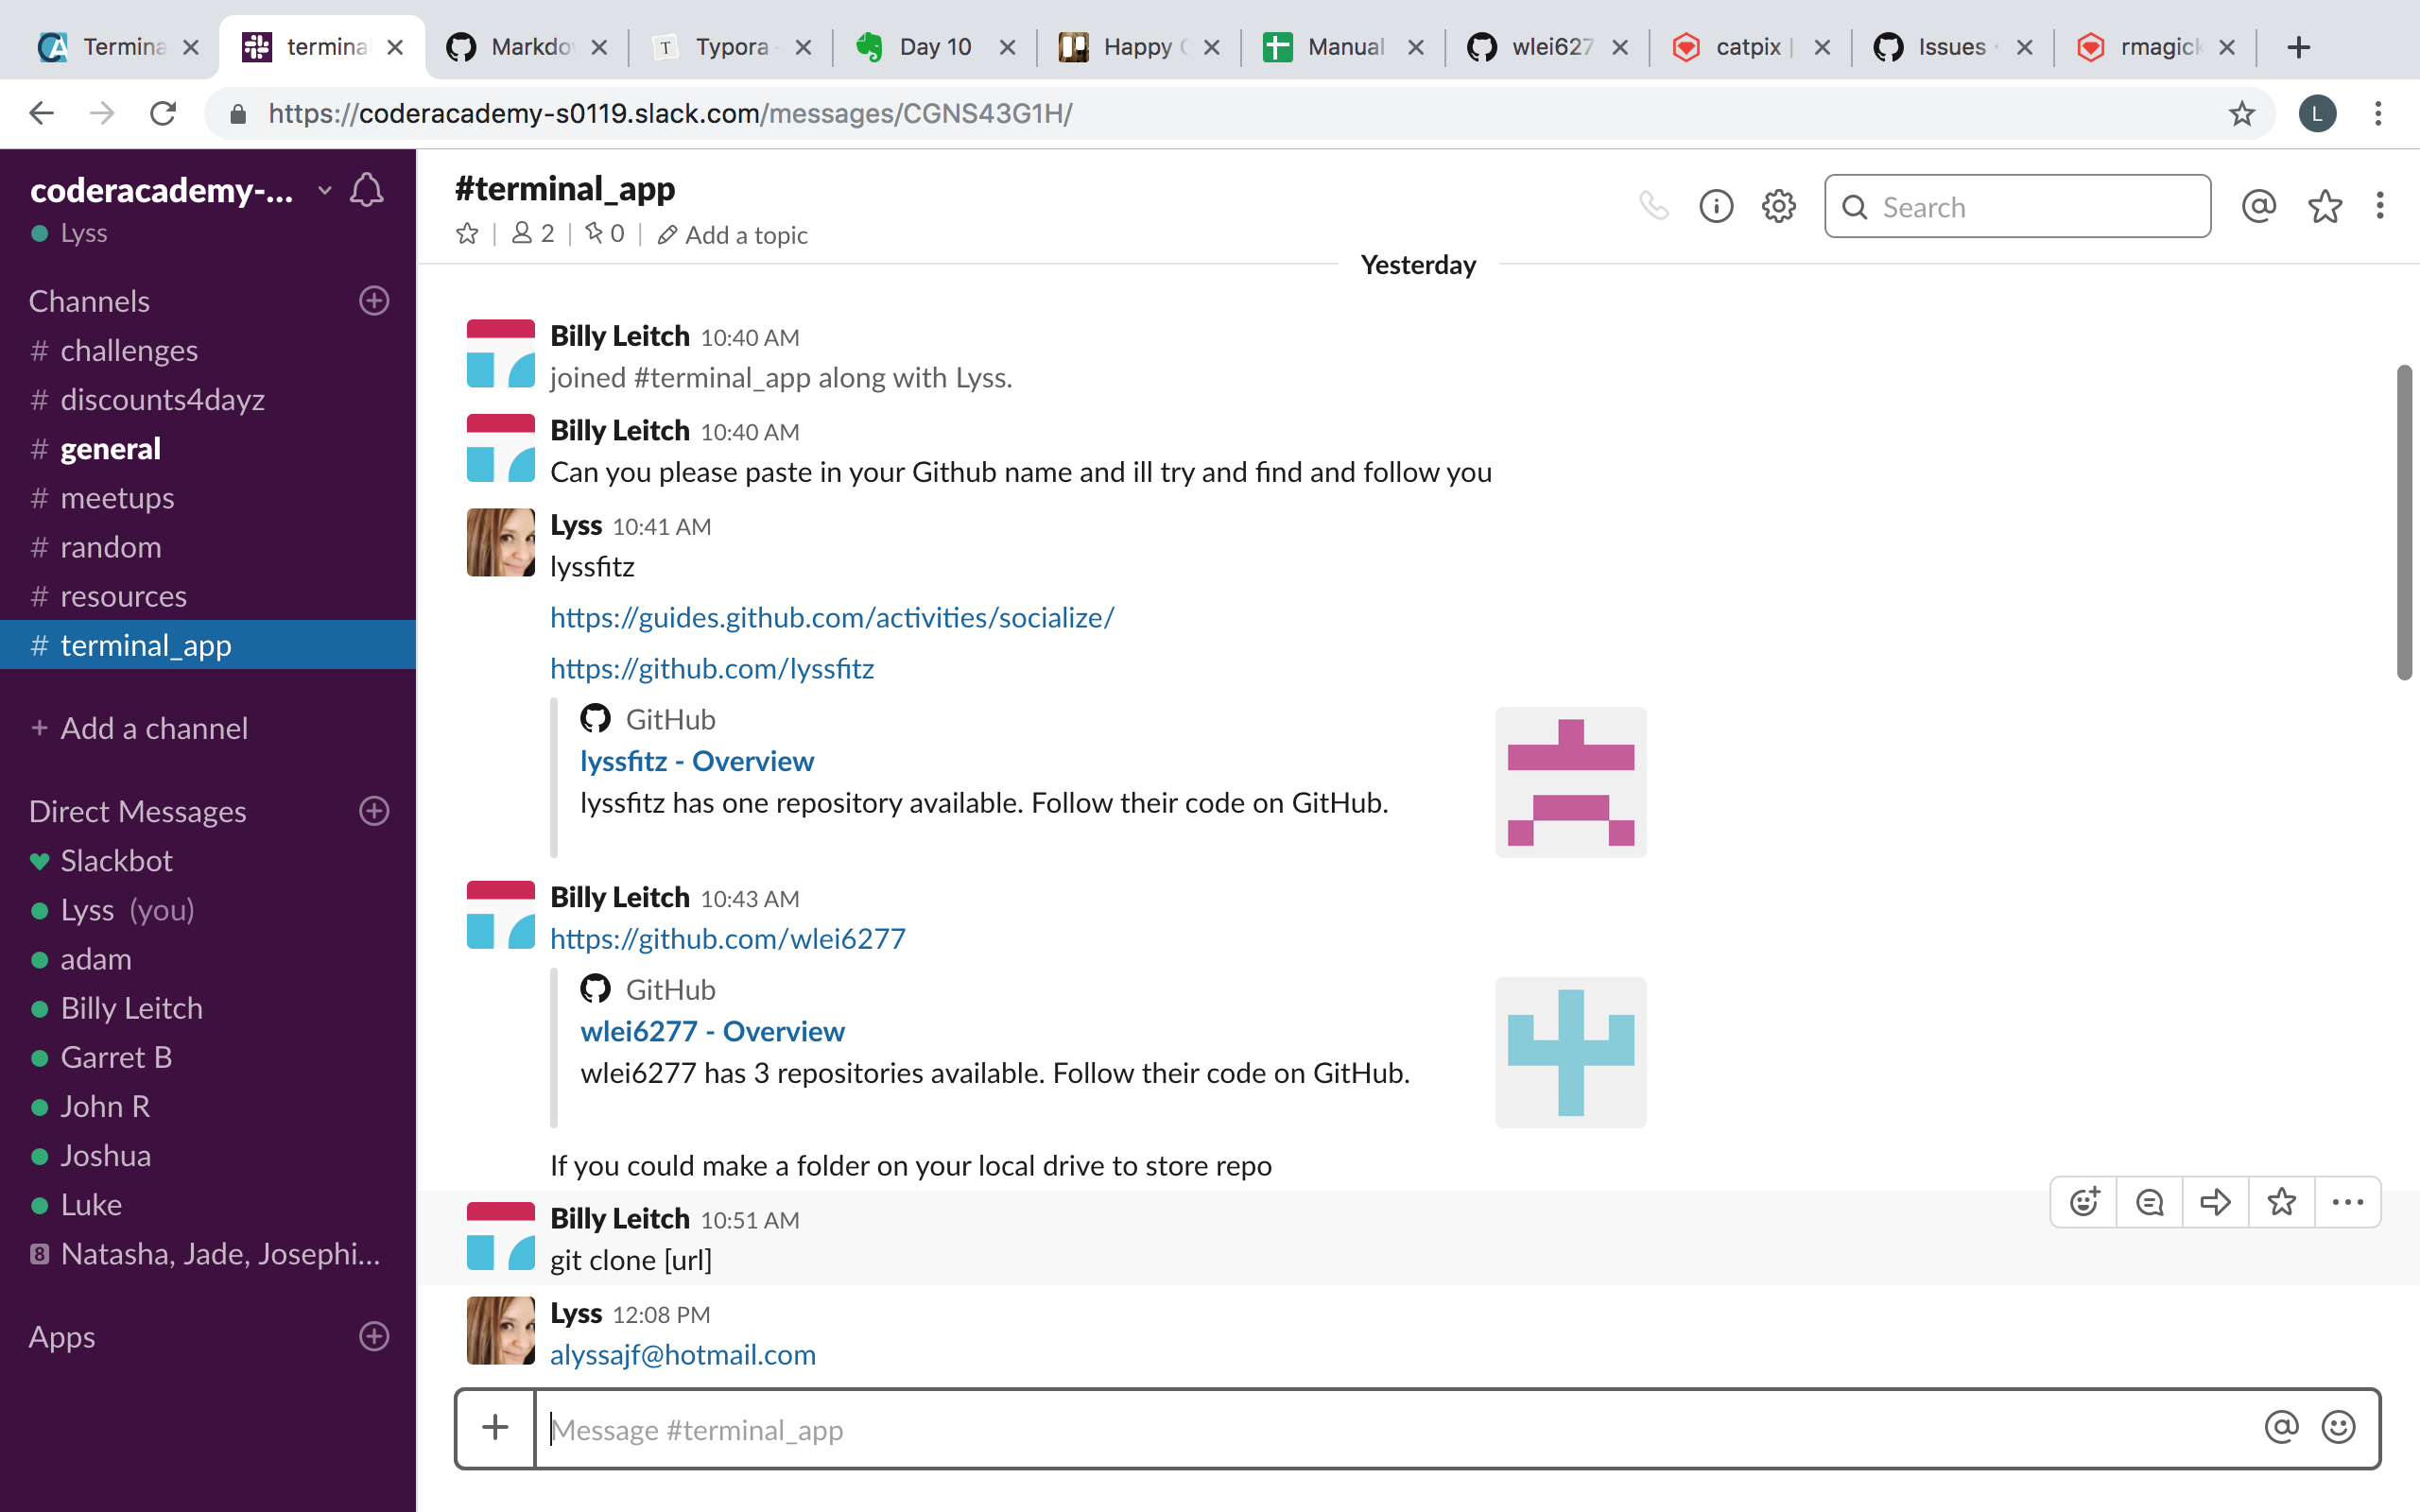 Termina
termina
Markdo
Typora
Day 10
Happy
Manual
wlei627
catpix
Issues
rmagick
https://coderacademy-s0119.slack.com/messages/CGNS43G1H/
L
coderacademy-...
Lyss
Channels
# challenges
# discounts4dayz
# general
# meetups
# random
# resources
# terminal_app
+ Add a channel
Direct Messages
Slackbot
Lyss (you)
adam
Billy Leitch
Garret B
John R
Joshua
Luke
8 Natasha, Jade, Josephi...
Apps
#terminal_app
2 | 0 | Add a topic
Search
Yesterday
Billy Leitch 10:40 AM
joined #terminal_app along with Lyss.
Billy Leitch 10:40 AM
Can you please paste in your Github name and ill try and find and follow you
Lyss 10:41 AM
lyssfitz
https://guides.github.com/activities/socialize/
https://github.com/lyssfitz
GitHub
lyssfitz - Overview
lyssfitz has one repository available. Follow their code on GitHub.
Billy Leitch 10:43 AM
https://github.com/wlei6277
GitHub
wlei6277 - Overview
wlei6277 has 3 repositories available. Follow their code on GitHub.
If you could make a folder on your local drive to store repo
Billy Leitch 10:51 AM
git clone [url]
Lyss 12:08 PM
alyssajf@hotmail.com
Message #terminal_app